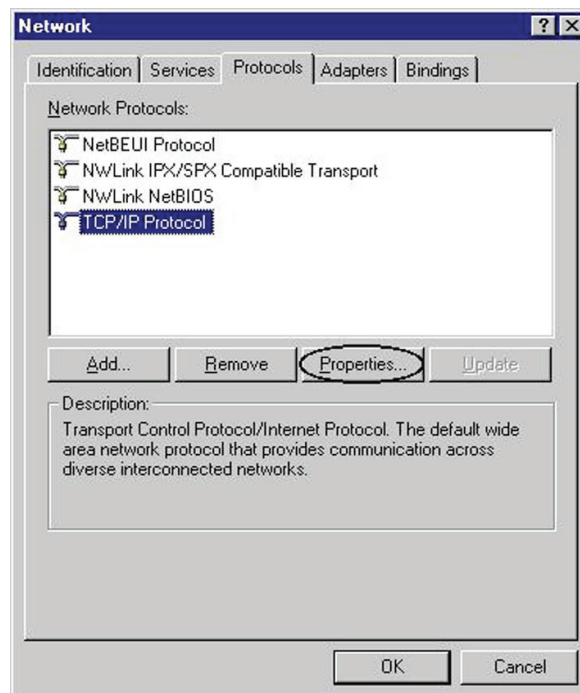 Network
Identification Services Protocols Adapters Bindings
Network Protocols:
NetBEUI Protocol
NWLink IPX/SPX Compatible Transport
NWLink NetBIOS
TCP/IP Protocol
Add... Remove Properties... Update
Description:
Transport Control Protocol/Internet Protocol. The default wide
area network protocol that provides communication across
diverse interconnected networks.
OK Cancel